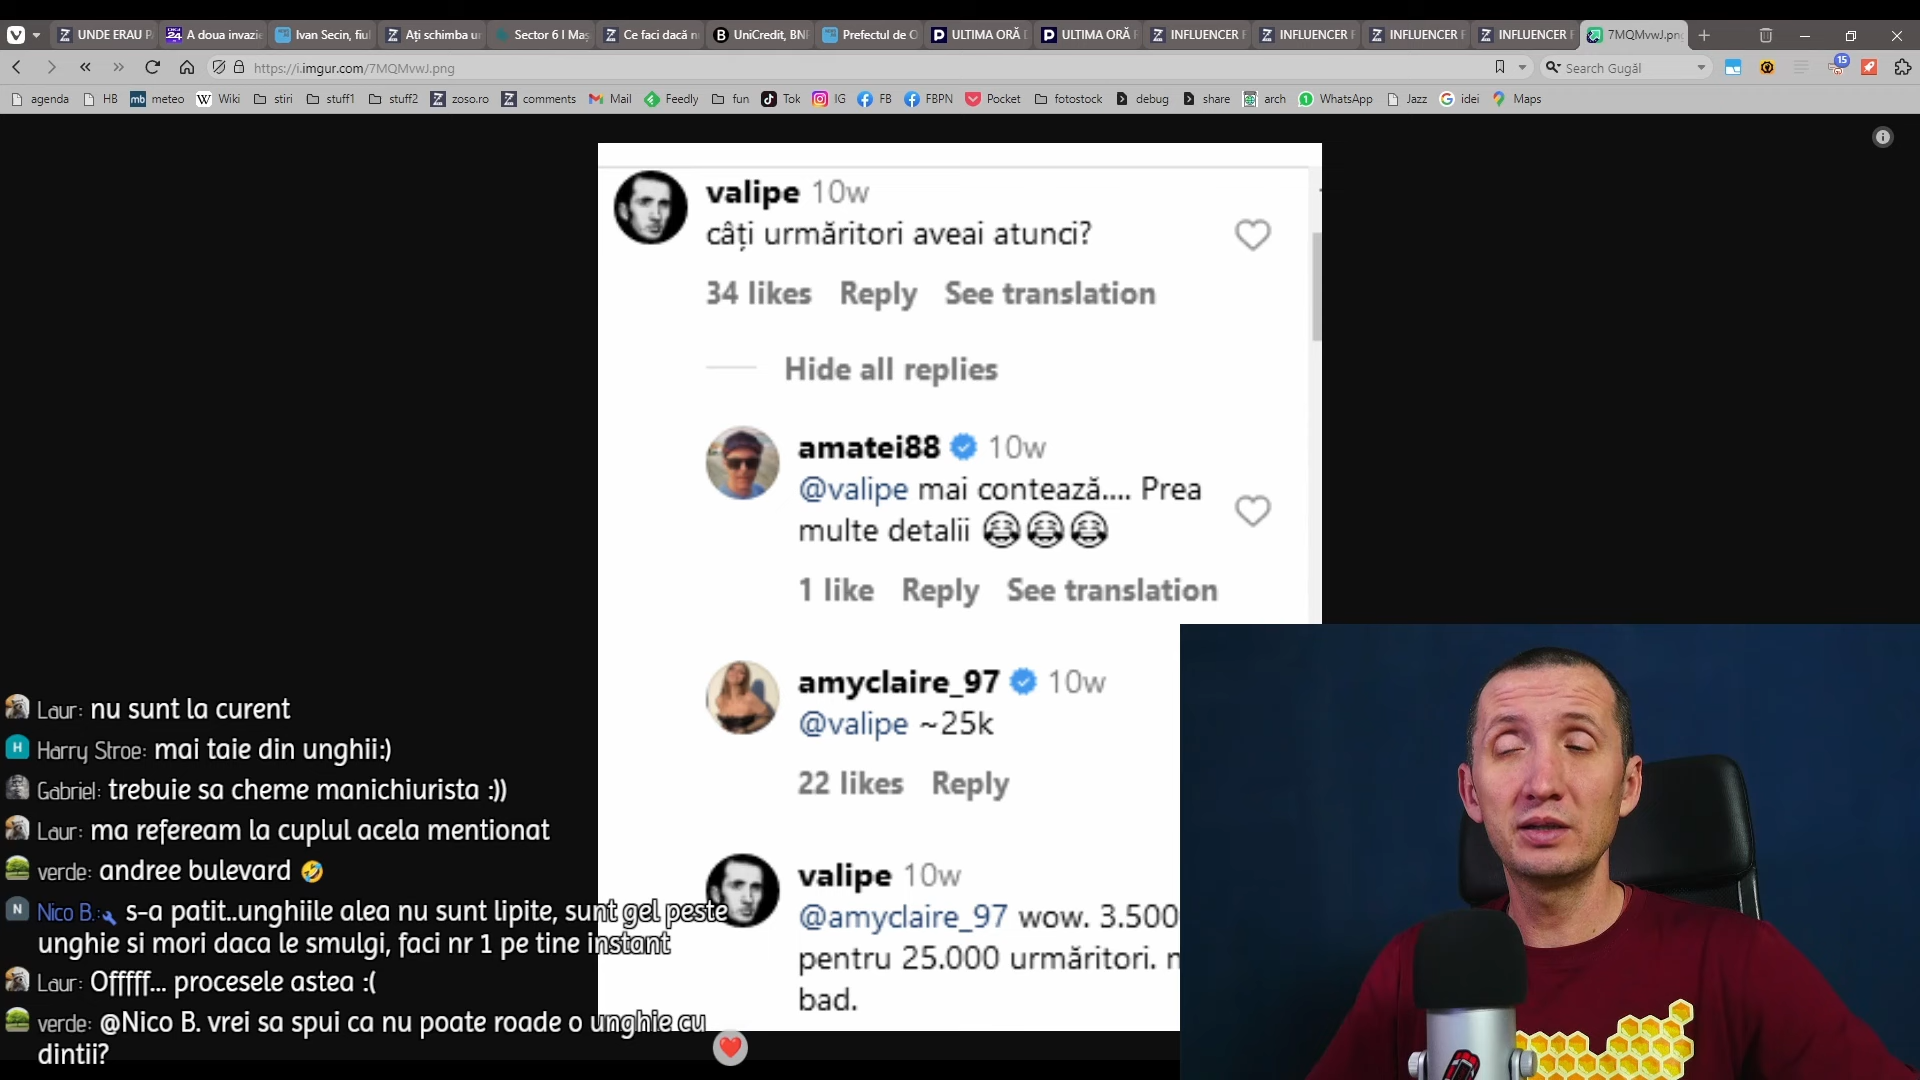 UNDE ERAU P
A doua invazie
Ivan Secin, fiul
Ați schimba u
Sector 6 I Maș
Ce faci dacă n
UniCredit, BNF
Prefectul de C
ULTIMA ORĂ
ULTIMA ORĂ
INFLUENCER
INFLUENCER
INFLUENCER
INFLUENCER
7MQMvwJ.png
https://i.imgur.com/7MQMvwJ.png
Search Gugăl
15
agenda
HB
mb meteo
W Wiki
stiri
stuff1
stuff2
Z zoso.ro
Z comments
Mail
Feedly
fun
Tok
IG
FB
FBPN
Pocket
fotostock
debug
share
arch
WhatsApp
Jazz
idei
Maps
valipe 10w
câți urmăritori aveai atunci?
34 likes Reply See translation
Hide all replies
amatei88 10w
@valipe mai contează.... Prea
multe detalii 😂😂😂
1 like Reply See translation
amyclaire_97 10w
@valipe ~25k
22 likes Reply
valipe 10w
@amyclaire_97 wow. 3.500
pentru 25.000 urmăritori. n
bad.
Laur: nu sunt la curent
Harry Stroe: mai taie din unghii:)
Gabriel: trebuie sa cheme manichiurista :))
Laur: ma refeream la cuplul acela mentionat
verde: andree bulevard 🤣
Nico B.: s-a patit..unghiile alea nu sunt lipite, sunt gel peste
unghie si mori daca le smulgi, faci nr 1 pe tine instant
Laur: Offfff... procesele astea :(
verde: @Nico B. vrei sa spui ca nu poate roade o unghie cu
dintii?